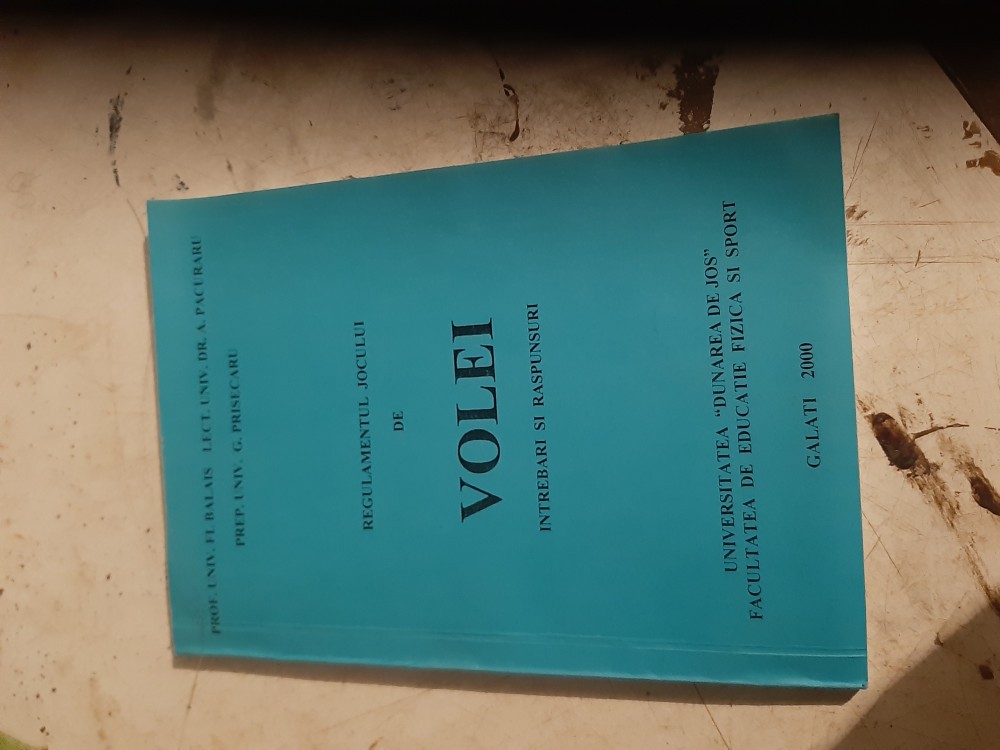 PROF. UNIV. FL. BALAIS LECT. UNIV. DR. A. PACURARU
PREP. UNIV. G. PRISECARU
REGULAMENTUL JOCULUI
DE
VOLEI
INTREBARI SI RASPUNSURI
UNIVERSITATEA "DUNAREA DE JOS"
FACULTATEA DE EDUCATIE FIZICA SI SPORT
GALATI 2000